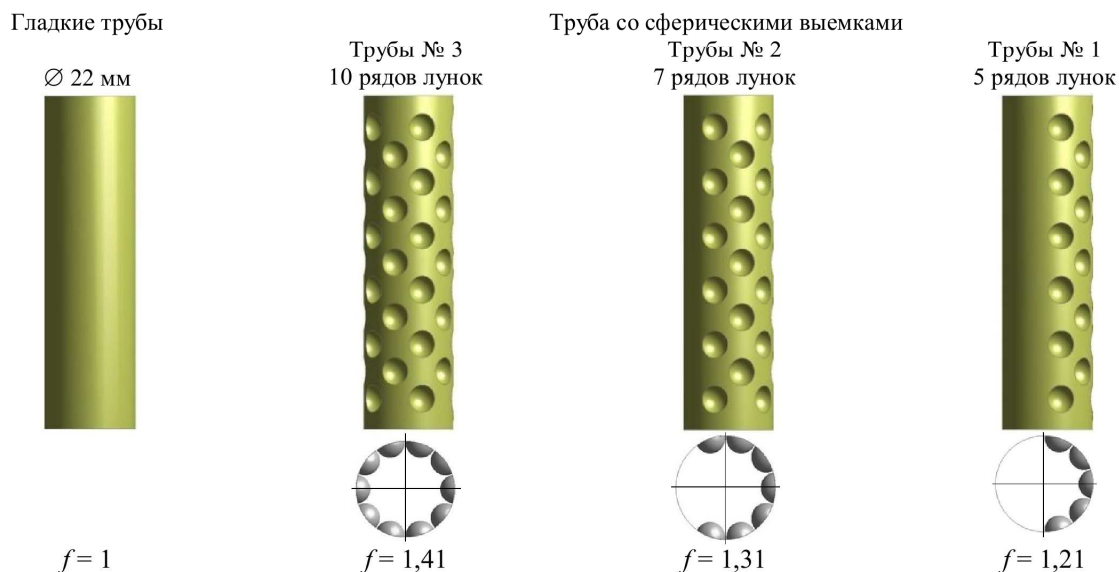 Гладкие трубы
Труба со сферическими выемками
∅ 22 мм
Трубы № 3
10 рядов лунок
Трубы № 2
7 рядов лунок
Трубы № 1
5 рядов лунок
f = 1
f = 1,41
f = 1,31
f = 1,21